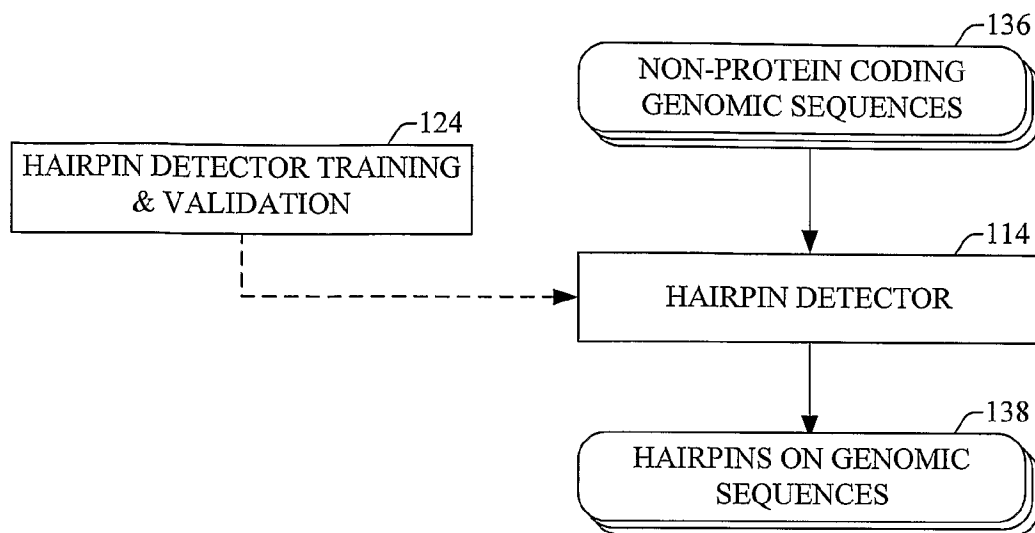 136
NON-PROTEIN CODING
GENOMIC SEQUENCES
124
HAIRPIN DETECTOR TRAINING
& VALIDATION
114
HAIRPIN DETECTOR
138
HAIRPINS ON GENOMIC
SEQUENCES